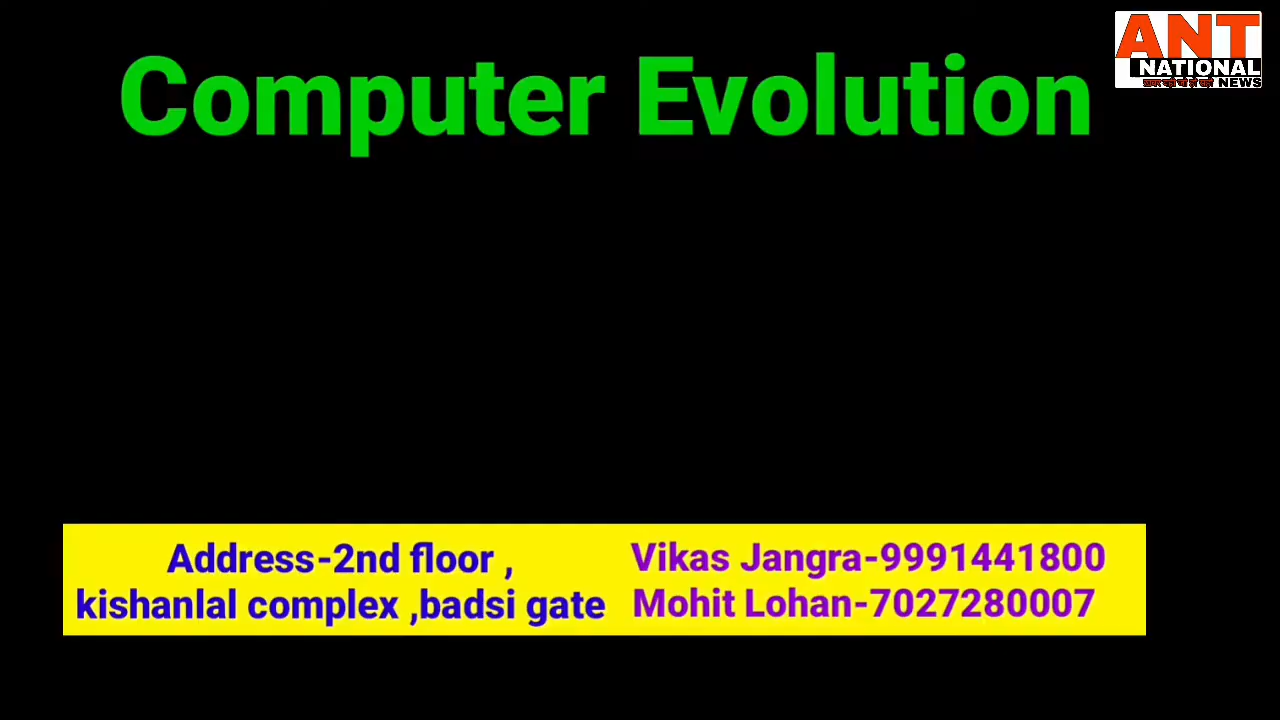 Computer Evolution
ANT
NATIONAL
NEWS
Address-2nd floor ,
kishanlal complex ,badsi gate
Vikas Jangra-9991441800
Mohit Lohan-7027280007